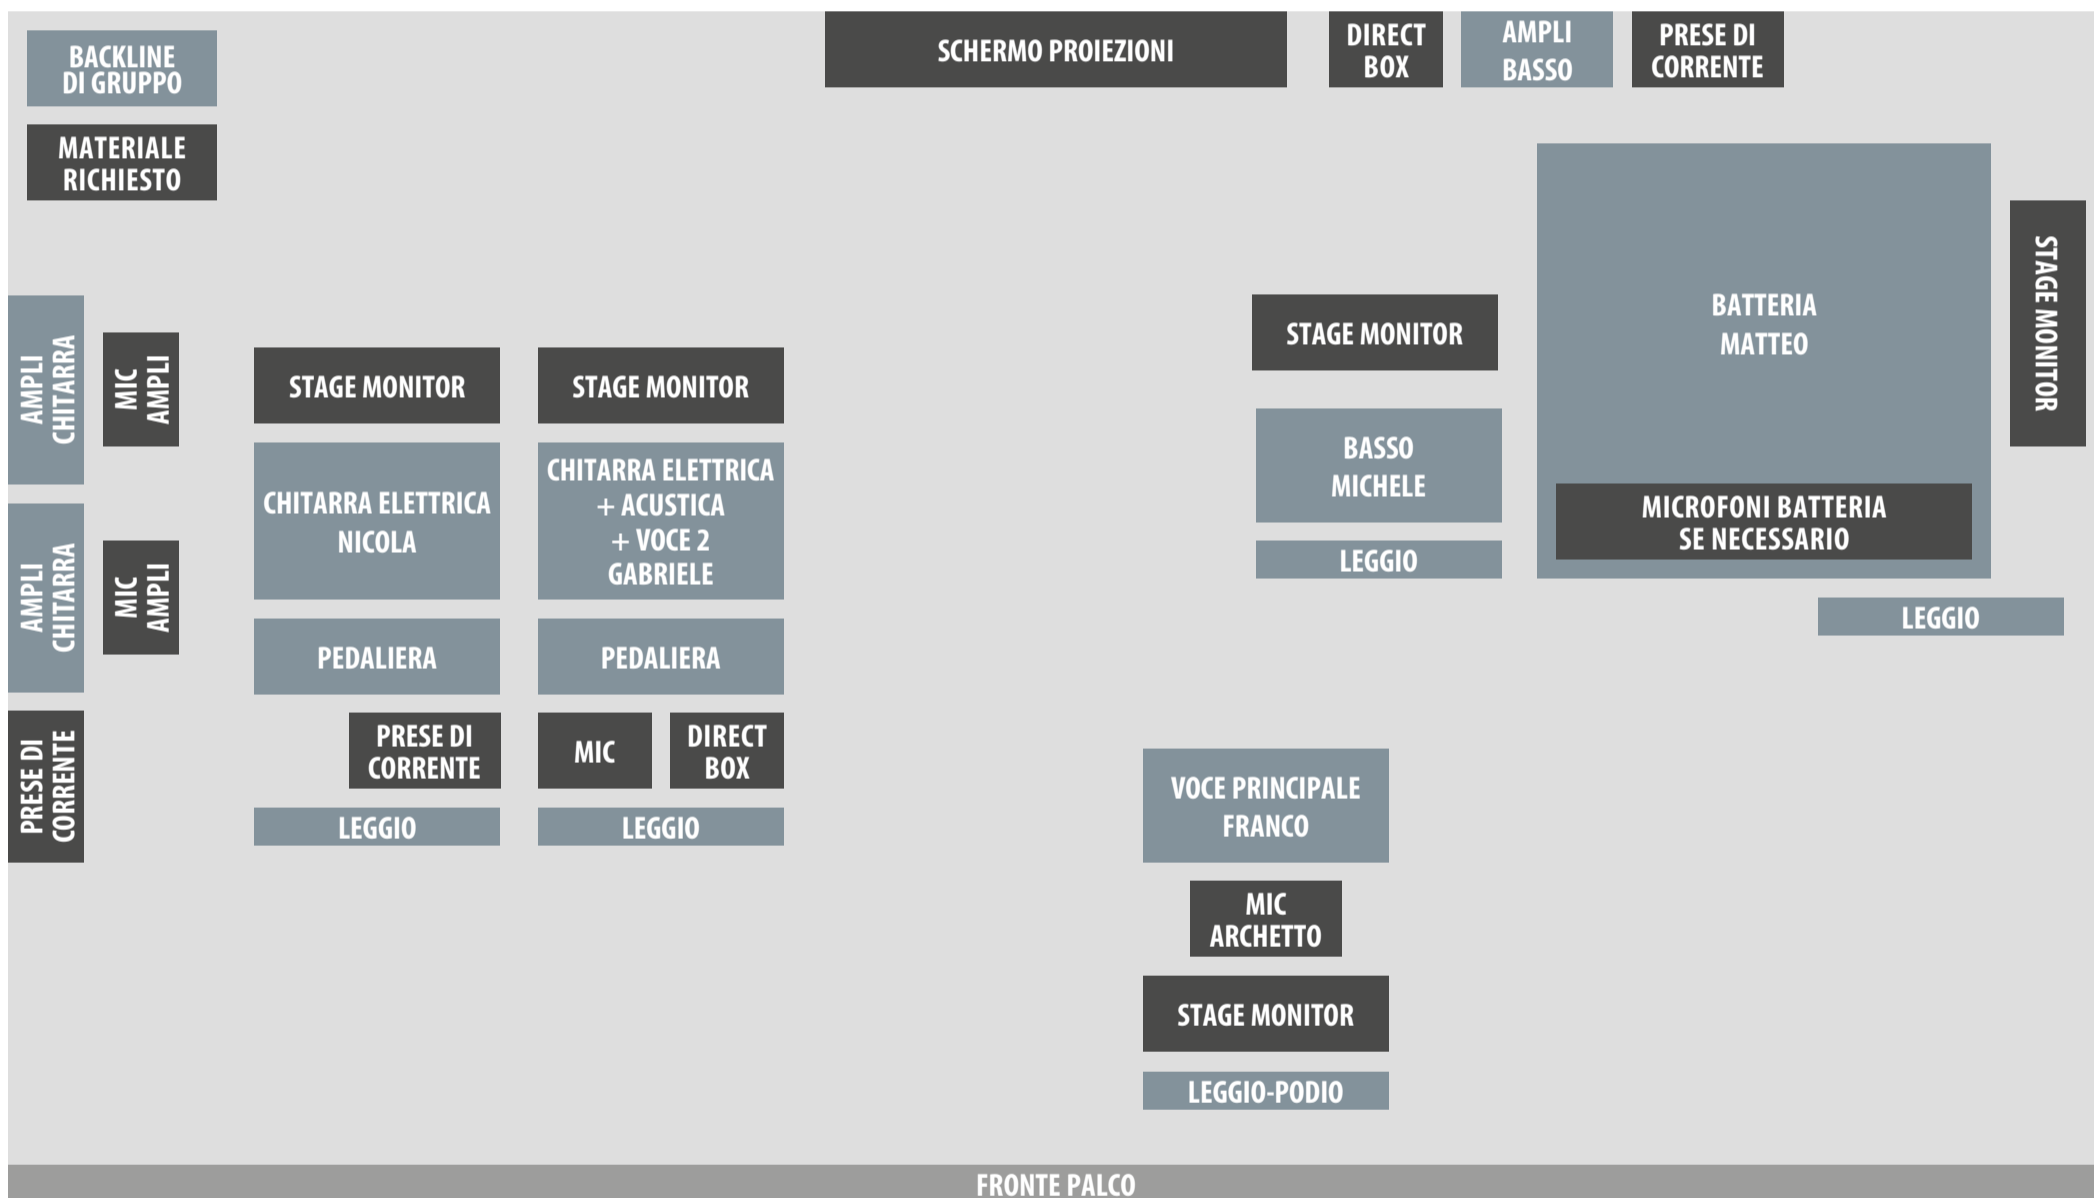 BACKLINE
DI GRUPPO
MATERIALE
RICHIESTO
SCHERMO PROIEZIONI
DIRECT
BOX
AMPLI
BASSO
PRESE DI
CORRENTE
AMPLI
CHITARRA
MIC
AMPLI
AMPLI
CHITARRA
MIC
AMPLI
PRESE DI
CORRENTE
STAGE MONITOR
CHITARRA ELETTRICA
NICOLA
PEDALIERA
PRESE DI
CORRENTE
LEGGIO
STAGE MONITOR
CHITARRA ELETTRICA
+ ACUSTICA
+ VOCE 2
GABRIELE
PEDALIERA
MIC
DIRECT
BOX
LEGGIO
STAGE MONITOR
BASSO
MICHELE
LEGGIO
BATTERIA
MATTEO
MICROFONI BATTERIA
SE NECESSARIO
STAGE MONITOR
LEGGIO
VOCE PRINCIPALE
FRANCO
MIC
ARCHETTO
STAGE MONITOR
LEGGIO-PODIO
FRONTE PALCO